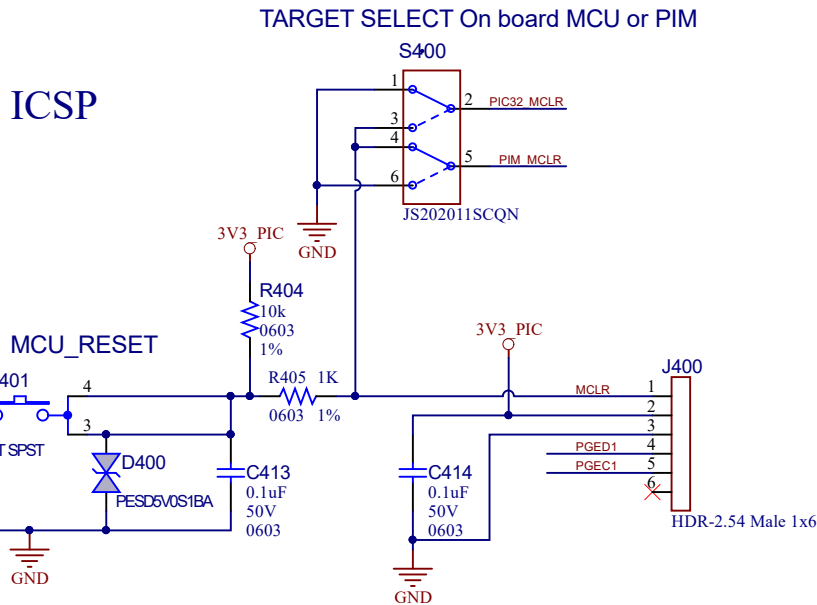 TARGET SELECT On board MCU or PIM
S400
ICSP
1
2
PIC32_MCLR
3
4
5
PIM_MCLR
6
JS202011SCQN
GND
3V3_PIC
R404
10k
0603
1%
3V3_PIC
MCU_RESET
J400
401
4
R405 1K
0603 1%
MCLR
1
2
3
3
T SPST
D400
PESD5V0S1BA
C413
0.1uF
50V
0603
C414
0.1uF
50V
0603
PGED1
4
PGEC1
5
6
HDR-2.54 Male 1x6
GND
GND